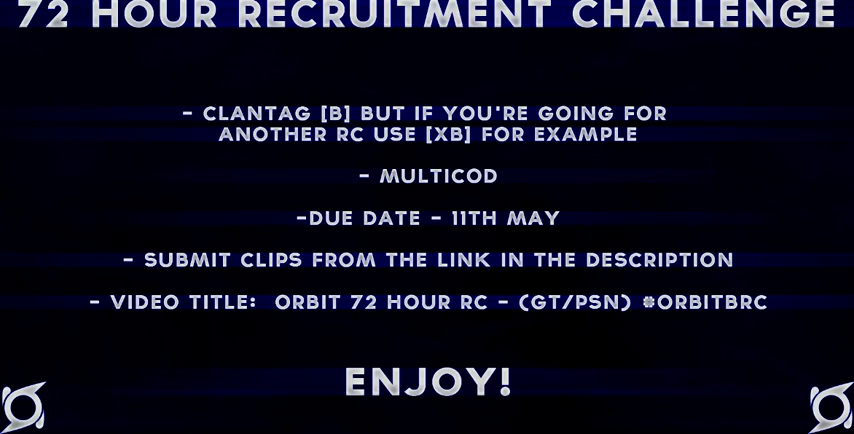 72 HOUR RECRUITMENT CHALLENGE
- CLANTAG [B] BUT IF YOU'RE GOING FOR
ANOTHER RC USE [XB] FOR EXAMPLE
- MULTICOD
-DUE DATE - 11TH MAY
- SUBMIT CLIPS FROM THE LINK IN THE DESCRIPTION
- VIDEO TITLE: ORBIT 72 HOUR RC - (GT/PSN) #ORBITBRC
ENJOY!